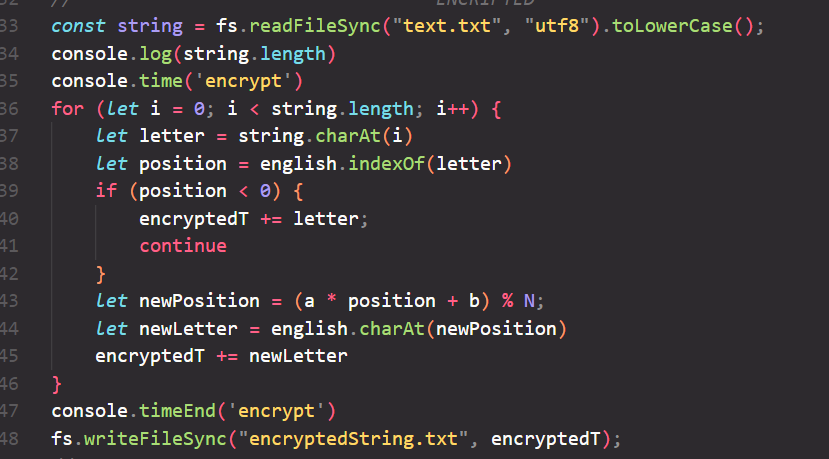 32 // ENCRIPTED
33 const string = fs.readFileSync("text.txt", "utf8").toLowerCase();
34 console.log(string.length)
35 console.time('encrypt')
36 for (let i = 0; i < string.length; i++) {
37 let letter = string.charAt(i)
38 let position = english.indexOf(letter)
39 if (position < 0) {
40 encryptedT += letter;
41 continue
42 }
43 let newPosition = (a * position + b) % N;
44 let newLetter = english.charAt(newPosition)
45 encryptedT += newLetter
46 }
47 console.timeEnd('encrypt')
48 fs.writeFileSync("encryptedString.txt", encryptedT);